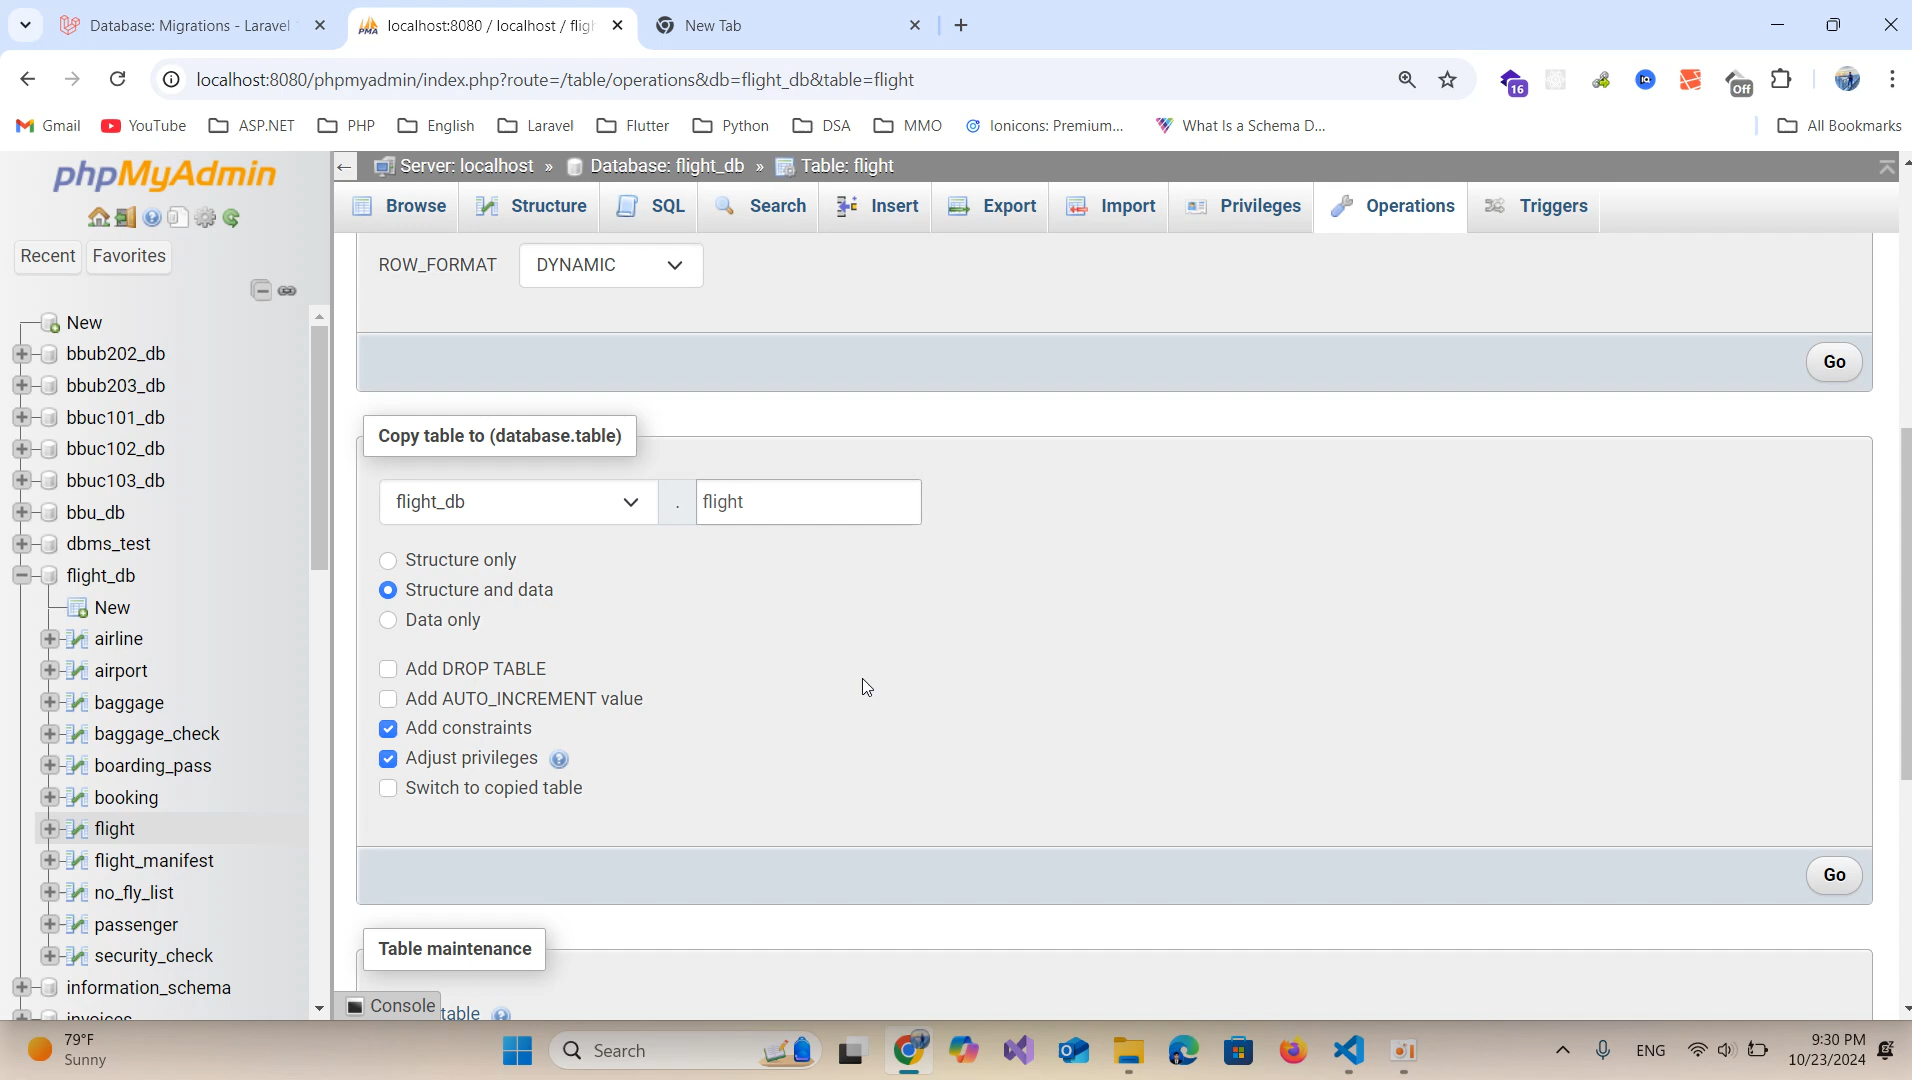 Database: Migrations - Laravel
localhost:8080 / localhost / fligh
New Tab
localhost:8080/phpmyadmin/index.php?route=/table/operations&db=flight_db&table=flight
16
Off
Gmail
YouTube
ASP.NET
PHP
English
Laravel
Flutter
Python
DSA
MMO
Ionicons: Premium...
What Is a Schema D...
All Bookmarks
phpMyAdmin
Server: localhost » Database: flight_db » Table: flight
Browse
Structure
SQL
Search
Insert
Export
Import
Privileges
Operations
Triggers
Recent
Favorites
New
bbub202_db
bbub203_db
bbuc101_db
bbuc102_db
bbuc103_db
bbu_db
dbms_test
flight_db
New
airline
airport
baggage
baggage_check
boarding_pass
booking
flight
flight_manifest
no_fly_list
passenger
security_check
information_schema
invoices
ROW_FORMAT
DYNAMIC
Go
Copy table to (database.table)
flight_db
.
flight
Structure only
Structure and data
Data only
Add DROP TABLE
Add AUTO_INCREMENT value
Add constraints
Adjust privileges
Switch to copied table
Go
Table maintenance
Console
table
79°F
Sunny
Search
ENG
9:30 PM
10/23/2024